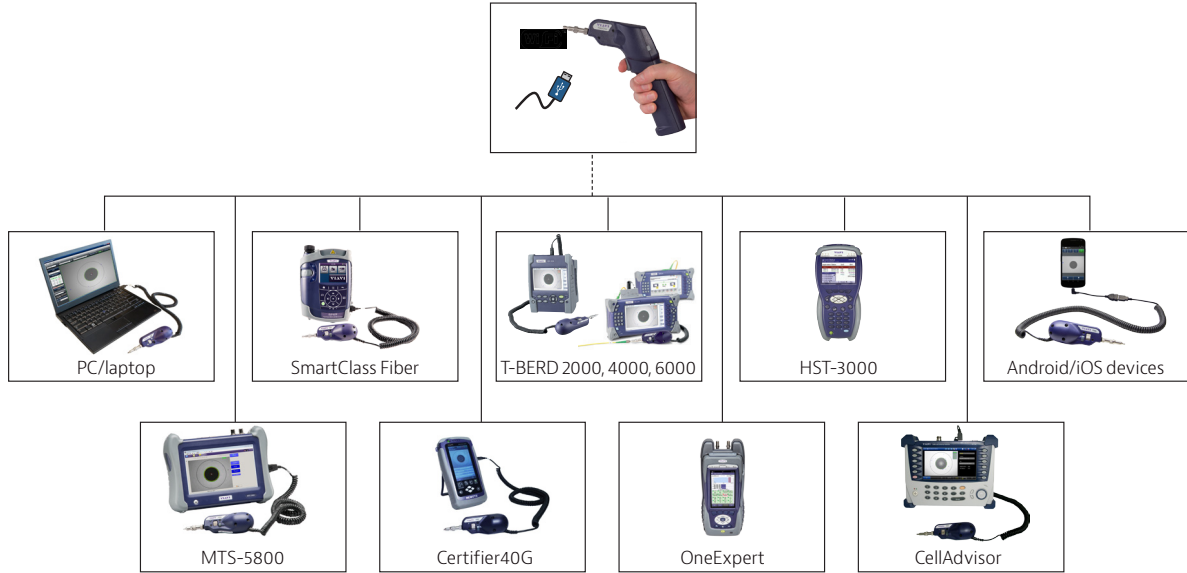 PC/laptop
SmartClass Fiber
T-BERD 2000, 4000, 6000
HST-3000
Android/iOS devices
MTS-5800
Certifier40G
OneExpert
CellAdvisor